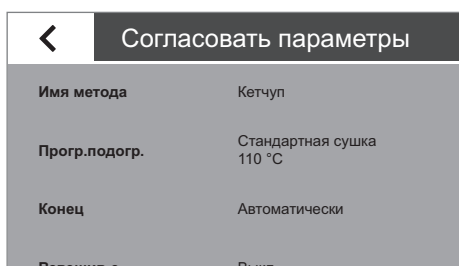 Согласовать параметры
Имя метода Кетчуп
Прогр.подогр. Стандартная сушка
110 °C
Конец Автоматически